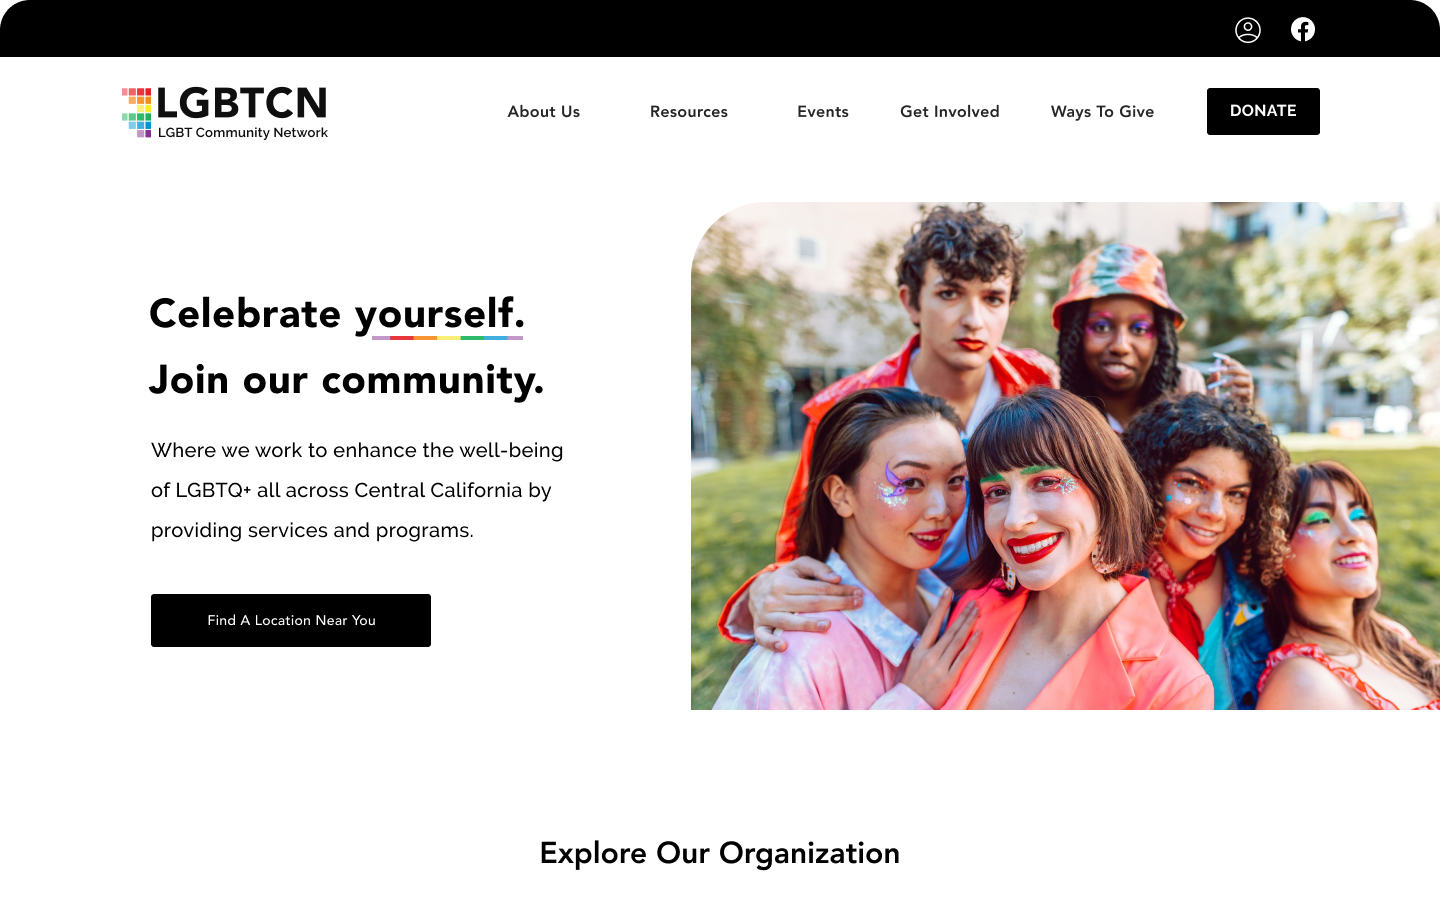 LGBTCN
LGBT Community Network
About Us
Resources
Events
Get Involved
Ways To Give
DONATE
Celebrate yourself.
Join our community.
Where we work to enhance the well-being
of LGBTQ+ all across Central California by
providing services and programs.
Find A Location Near You
Explore Our Organization